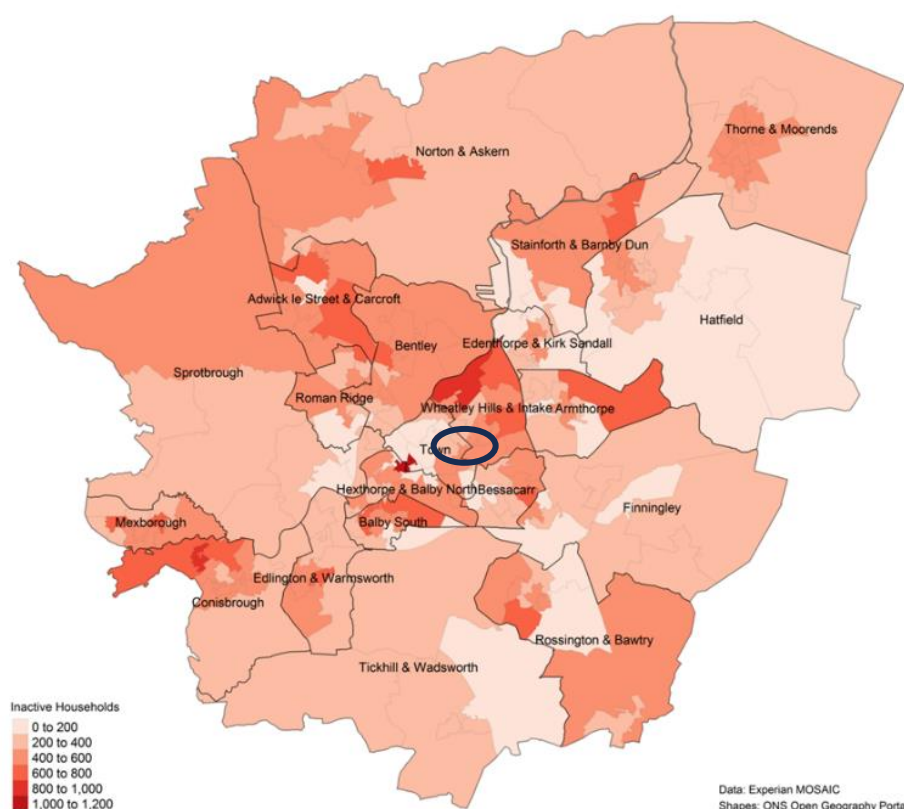 Thorne & Moorends
Norton & Askern
Stainforth & Barnby Dun
Adwick le Street & Carcroft
Hatfield
Bentley
Edenthorpe & Kirk Sandall
Sprotbrough
Roman Ridge
Wheatley Hills & Intake
Armthorpe
Town
Hexthorpe & Balby North
Bessacarr
Finningley
Mexborough
Balby South
Edlington & Warmsworth
Conisbrough
Rossington & Bawtry
Tickhill & Wadsworth
Inactive Households
0 to 200
200 to 400
400 to 600
600 to 800
800 to 1,000
1,000 to 1,200
Data: Experian MOSAIC
Shapes: ONS Open Geography Porta